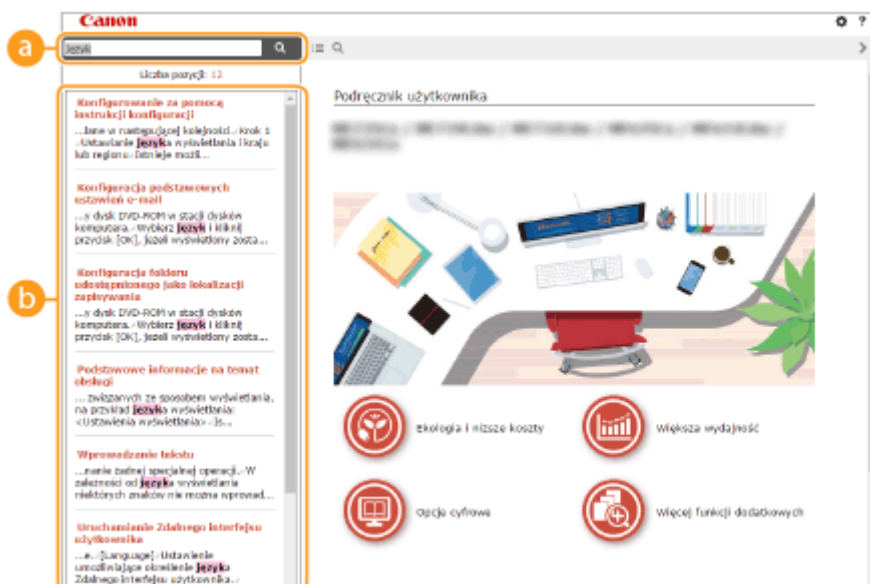 Canon
?
a
język
Liczba pozycji: 12
b
Konfigurowanie za pomocą
instrukcji konfiguracji
...lane w następującej kolejności. Krok 1
Ustawianie języka wyświetlania i kraju
lub regionu Istnieje możli...
Konfiguracja podstawowych
ustawień e-mail
...y dysk DVD-ROM w stacji dysków
komputera. Wybierz język i kliknij
przycisk [OK], jeżeli wyświetlony zosta...
Konfiguracja folderu
udostępnionego jako lokalizacji
zapisywania
...y dysk DVD-ROM w stacji dysków
komputera. Wybierz język i kliknij
przycisk [OK], jeżeli wyświetlony zosta...
Podstawowe informacje na temat
obsługi
... związanych ze sposobem wyświetlania,
na przykład języka wyświetlania:
<Ustawienia wyświetlania> Is...
Wprowadzanie tekstu
...nanie żadnej specjalnej operacji. W
zależności od języka wyświetlania
niektórych znaków nie można wprowad...
Uruchamianie Zdalnego interfejsu
użytkownika
...e. [Language] Ustawienie
umożliwiające określenie języka
Zdalnego interfejsu użytkownika.
Podręcznik użytkownika
Ekologia i niższe koszty
Większa wydajność
Opcje cyfrowe
Więcej funkcji dodatkowych